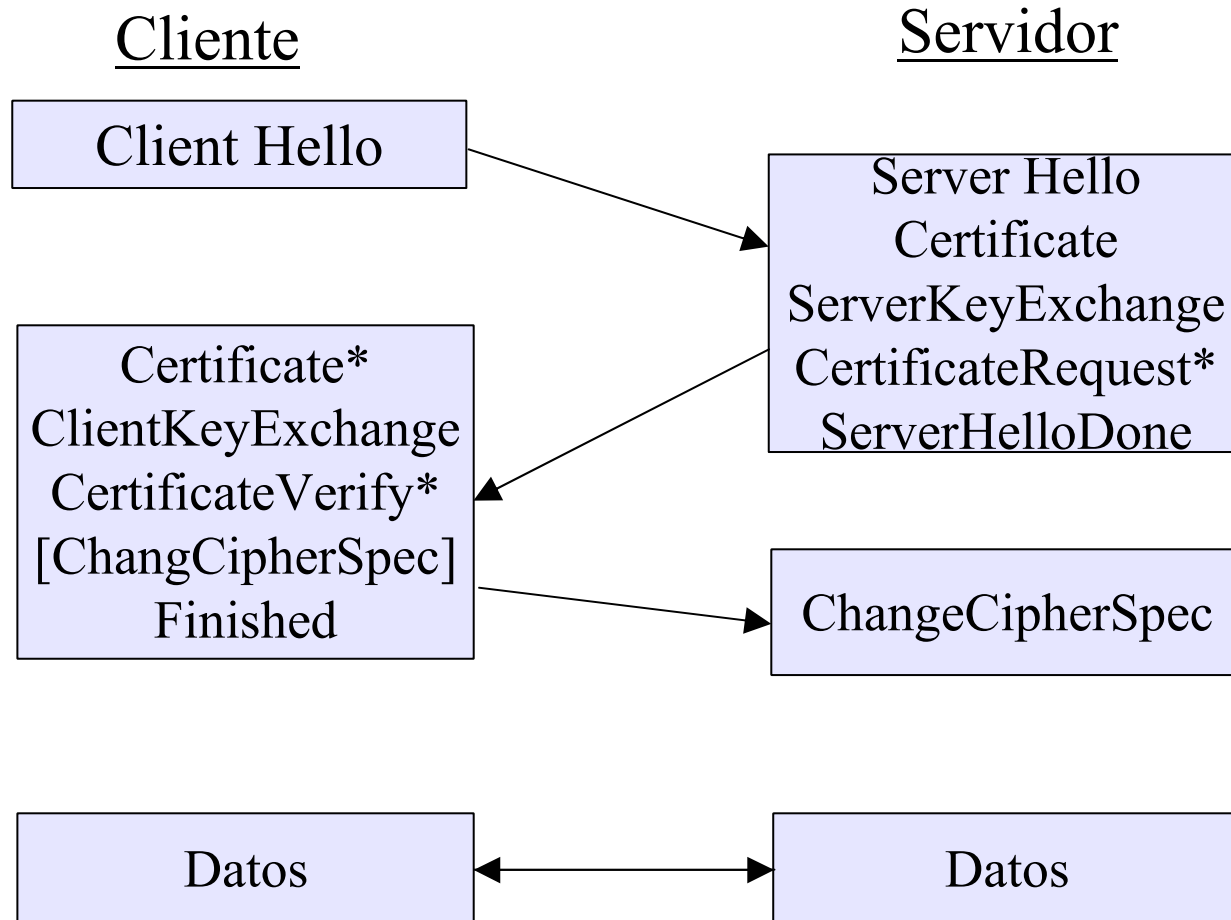 Cliente
Servidor
Client Hello
Server Hello
Certificate
ServerKeyExchange
CertificateRequest*
ServerHelloDone
Certificate*
ClientKeyExchange
CertificateVerify*
[ChangCipherSpec]
Finished
ChangeCipherSpec
Datos
Datos